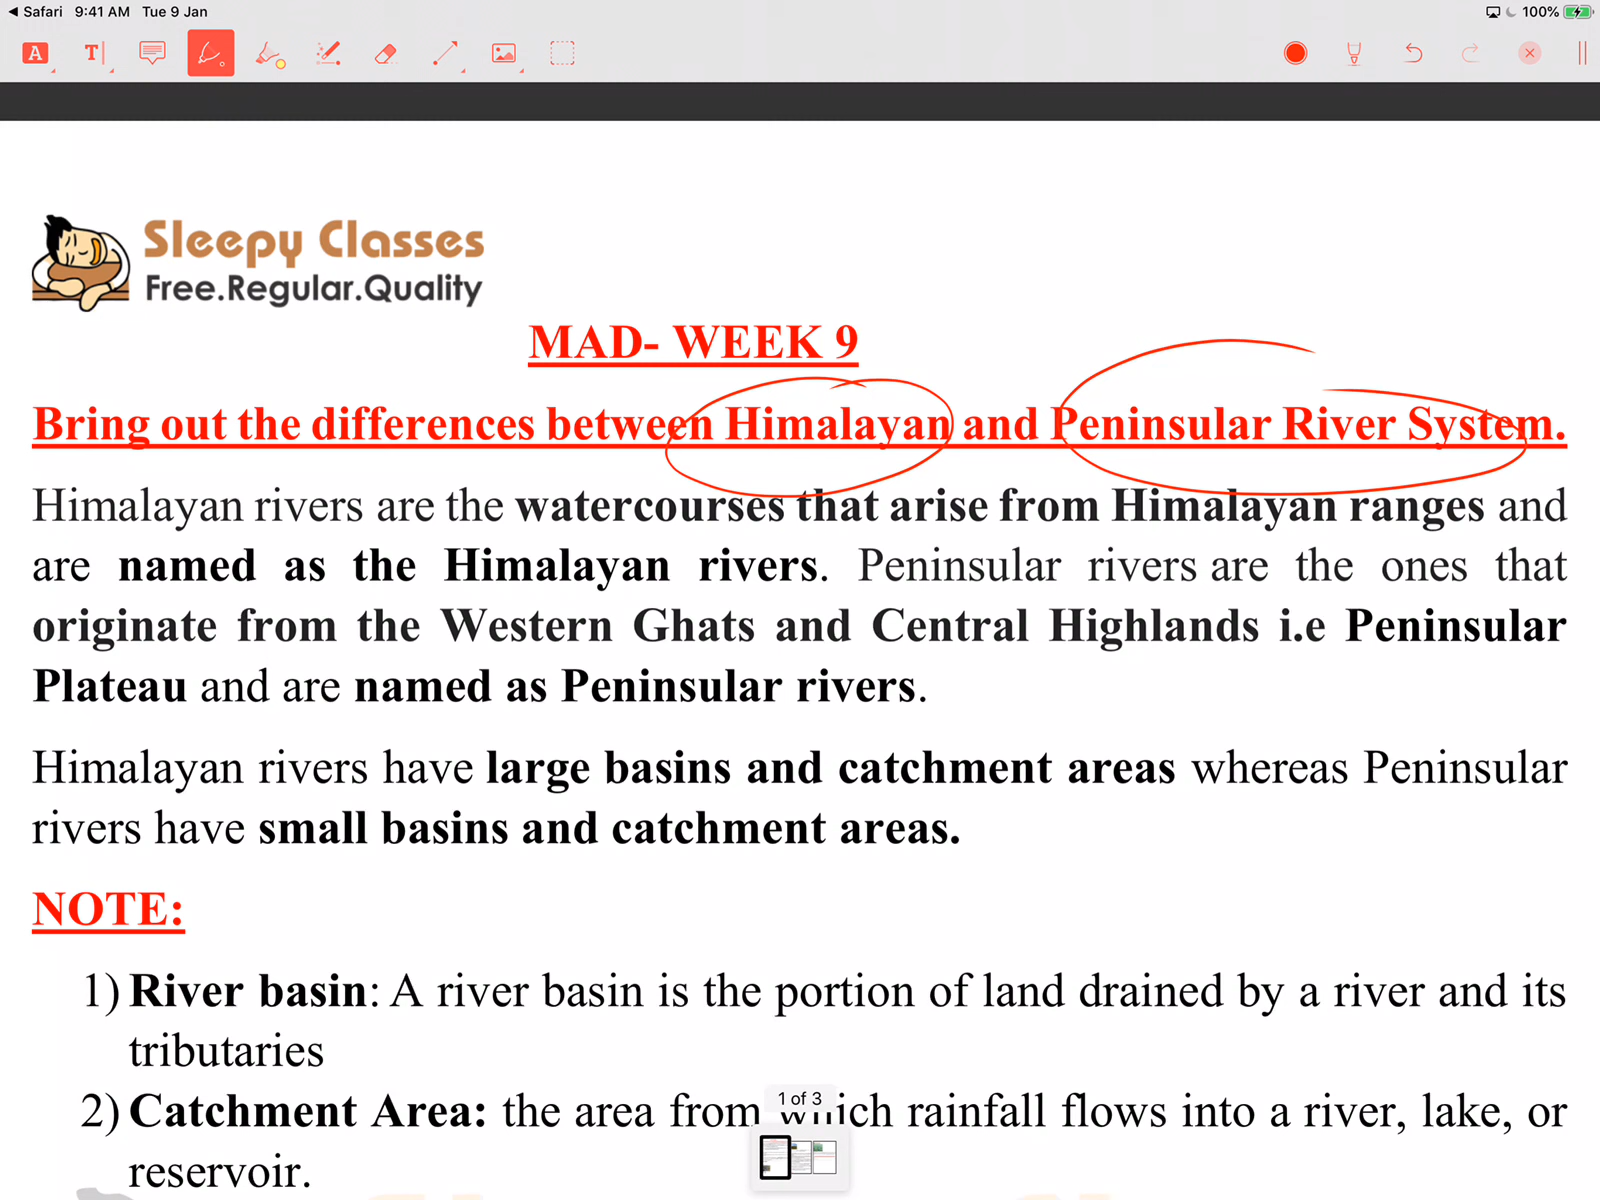 Safari 9:41 AM Tue 9 Jan 100%
A T
Sleepy Classes
Free.Regular.Quality
MAD- WEEK 9
Bring out the differences between Himalayan and Peninsular River System.
Himalayan rivers are the watercourses that arise from Himalayan ranges and
are named as the Himalayan rivers. Peninsular rivers are the ones that
originate from the Western Ghats and Central Highlands i.e Peninsular
Plateau and are named as Peninsular rivers.
Himalayan rivers have large basins and catchment areas whereas Peninsular
rivers have small basins and catchment areas.
NOTE:
1) River basin: A river basin is the portion of land drained by a river and its
tributaries
2) Catchment Area: the area from which rainfall flows into a river, lake, or
reservoir.
1 of 3